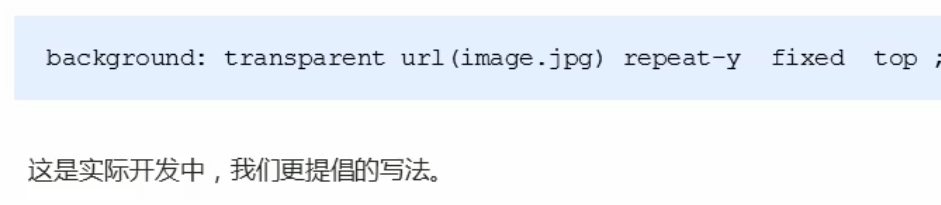 background: transparent url(image.jpg) repeat-y  fixed  top ;
这是实际开发中，我们更提倡的写法。